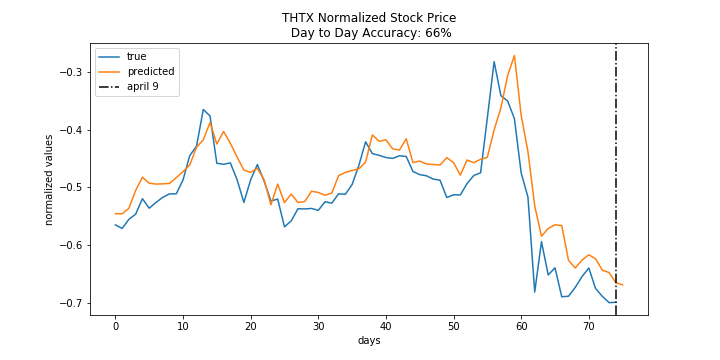 THTX Normalized Stock Price
Day to Day Accuracy: 66%
true
predicted
april 9
normalized values
−0.3
−0.4
−0.5
−0.6
−0.7
0
10
20
30
40
50
60
70
days